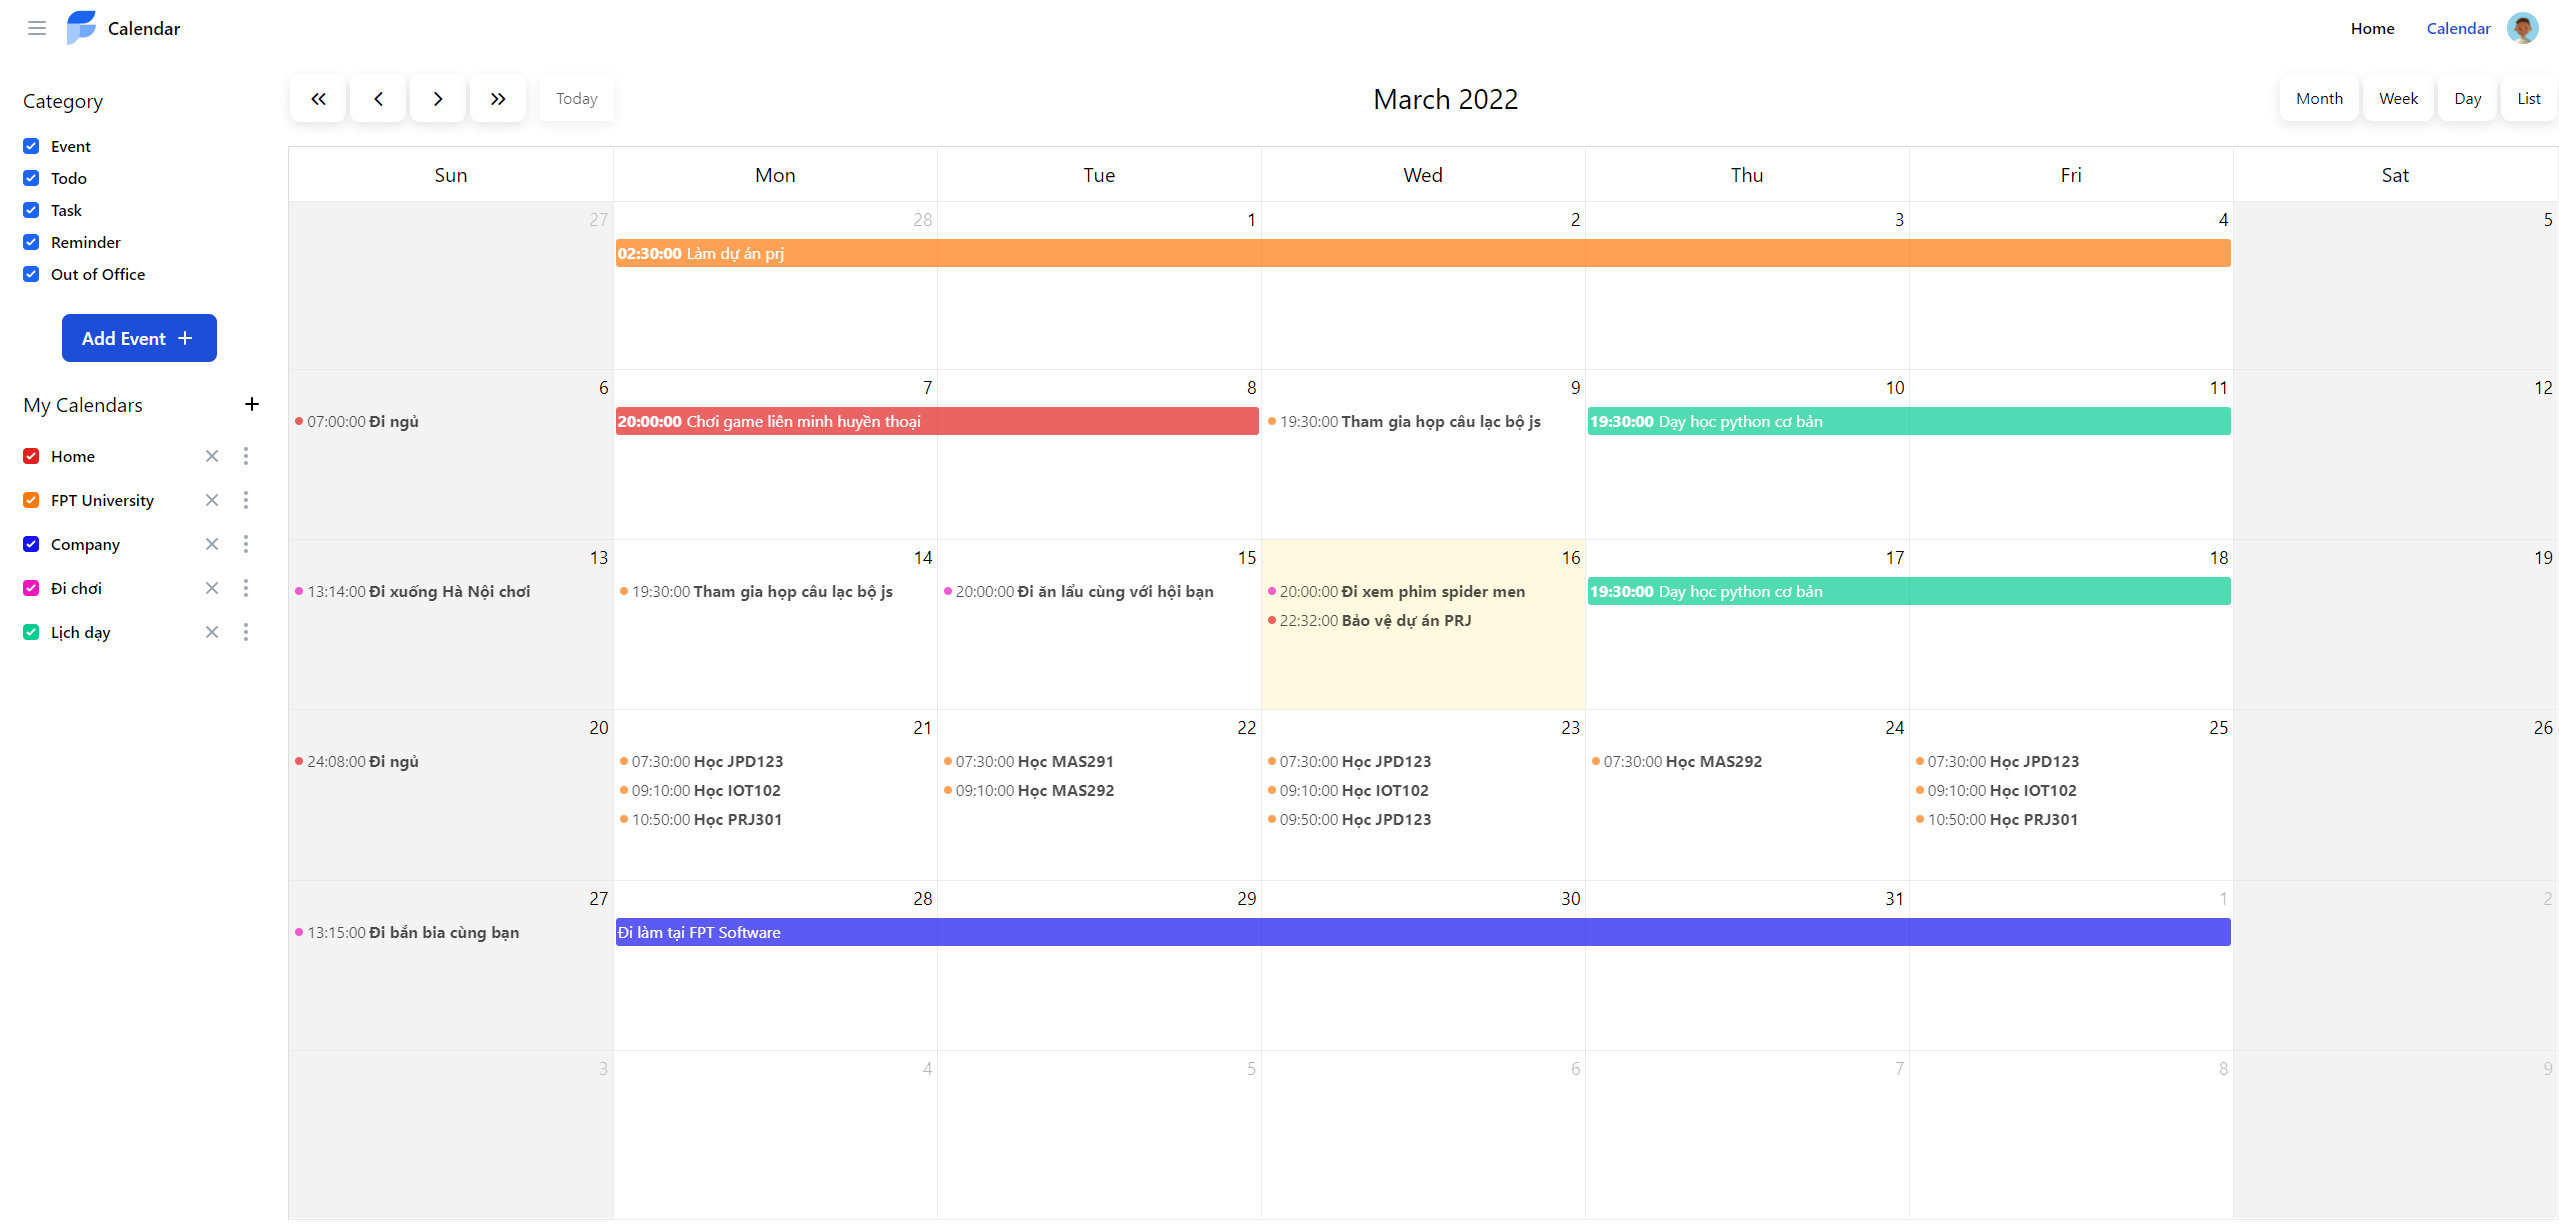 Calendar
Home Calendar
Category
Event
Todo
Task
Reminder
Out of Office
Add Event +
My Calendars +
Home
FPT University
Company
Đi chơi
Lịch dạy
Today
March 2022
Month Week Day List
Sun Mon Tue Wed Thu Fri Sat
27 28 1 2 3 4 5
02:30:00 Làm dự án prj
6 7 8 9 10 11 12
07:00:00 Đi ngủ
20:00:00 Chơi game liên minh huyền thoại
19:30:00 Tham gia họp câu lạc bộ js
19:30:00 Dạy học python cơ bản
13 14 15 16 17 18 19
13:14:00 Đi xuống Hà Nội chơi
19:30:00 Tham gia họp câu lạc bộ js
20:00:00 Đi ăn lẩu cùng với hội bạn
20:00:00 Đi xem phim spider men
22:32:00 Bảo vệ dự án PRJ
19:30:00 Dạy học python cơ bản
20 21 22 23 24 25 26
24:08:00 Đi ngủ
07:30:00 Học JPD123
09:10:00 Học IOT102
10:50:00 Học PRJ301
07:30:00 Học MAS291
09:10:00 Học MAS292
07:30:00 Học JPD123
09:10:00 Học IOT102
09:50:00 Học JPD123
07:30:00 Học MAS292
07:30:00 Học JPD123
09:10:00 Học IOT102
10:50:00 Học PRJ301
27 28 29 30 31 1 2
13:15:00 Đi bắn bia cùng bạn
Đi làm tại FPT Software
3 4 5 6 7 8 9